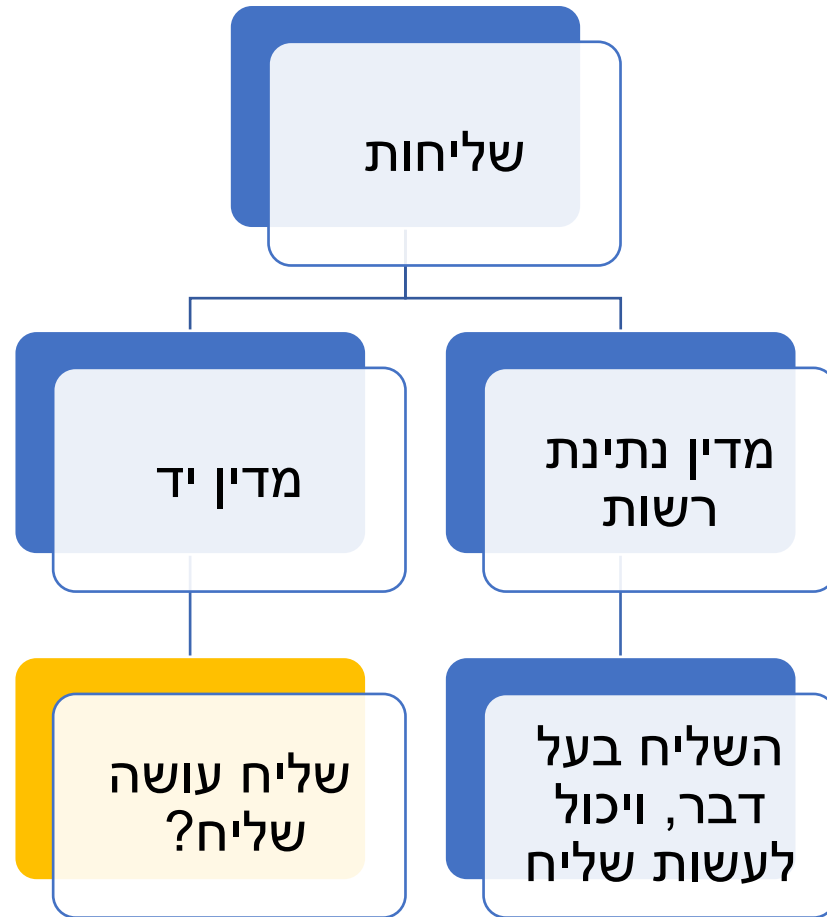 שליחות
מדין נתינת
רשות
מדין יד
השליח בעל
דבר, ויכול
לעשות שליח
שליח עושה
שליח?